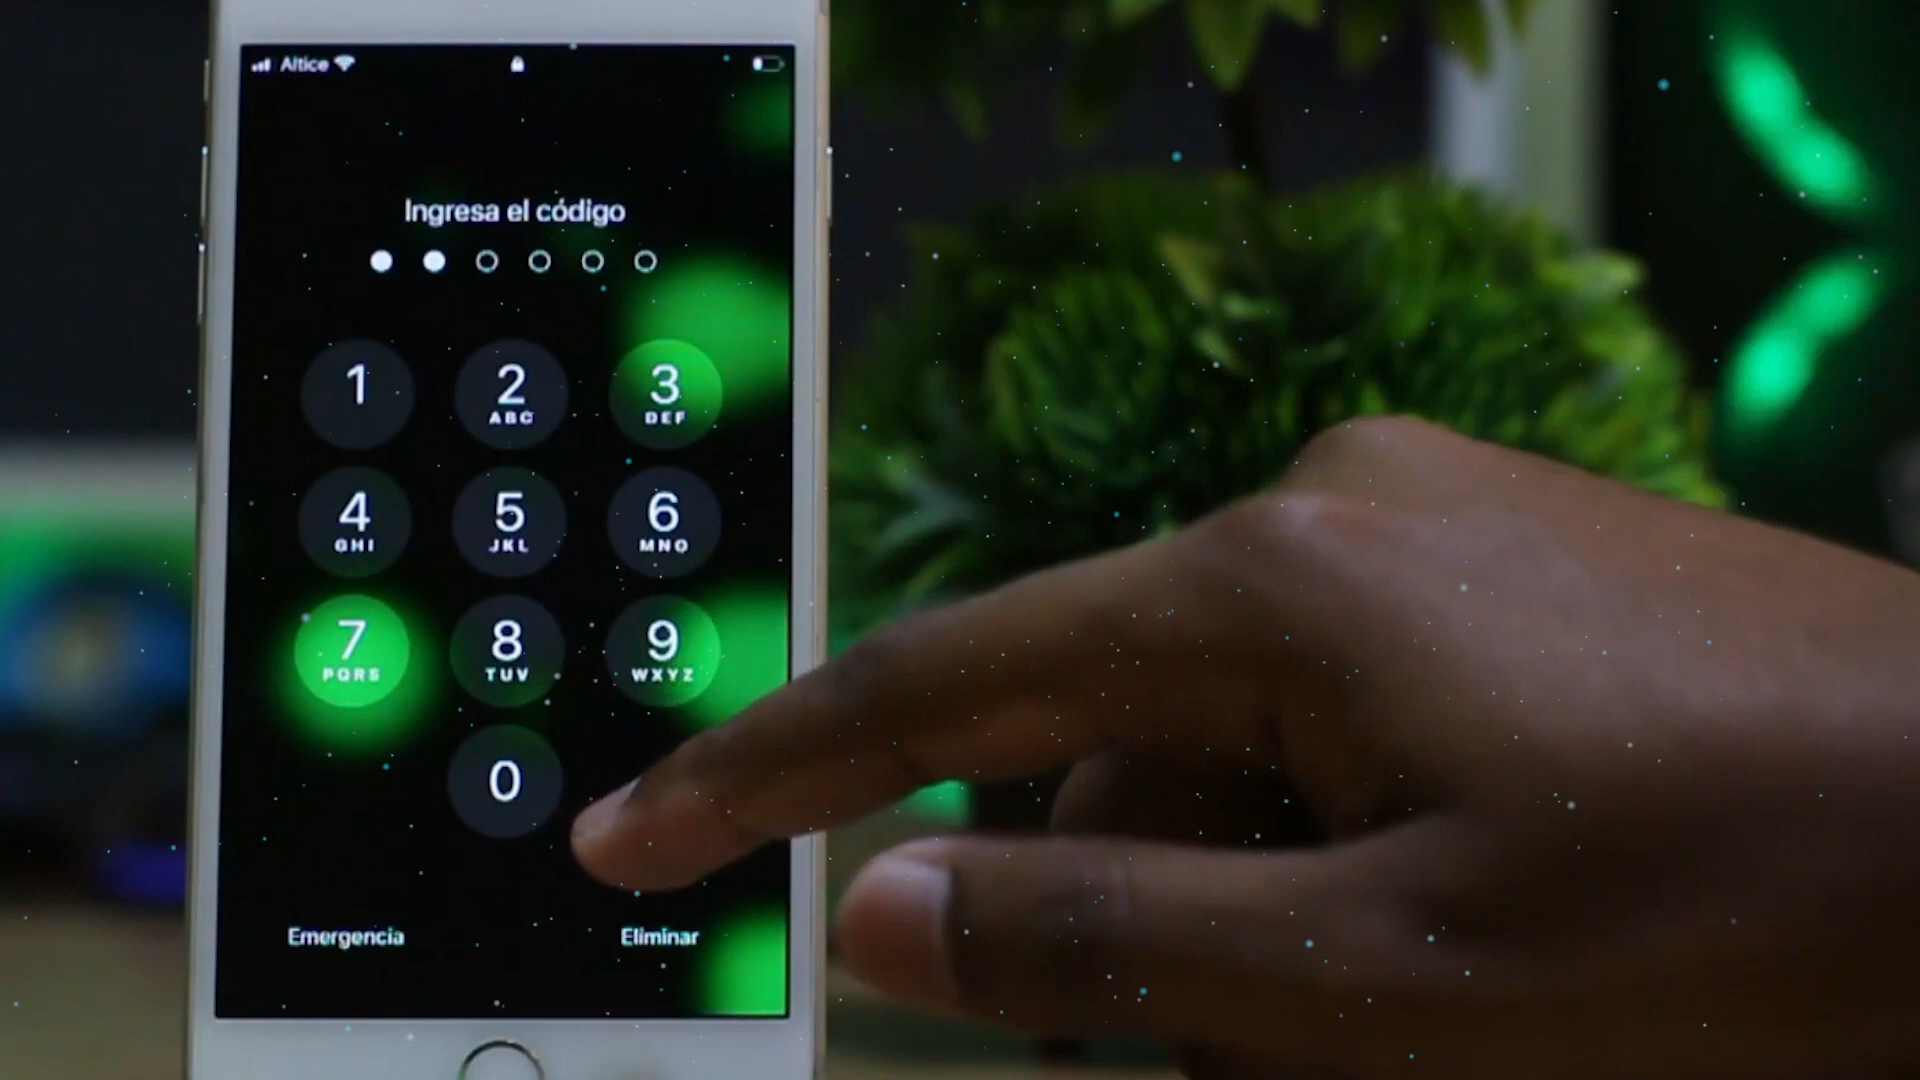 Altice
Ingresa el código
1 2 3
ABC DEF
4 5 6
GHI JKL MNO
7 8 9
PQRS TUV WXYZ
0
Emergencia Eliminar